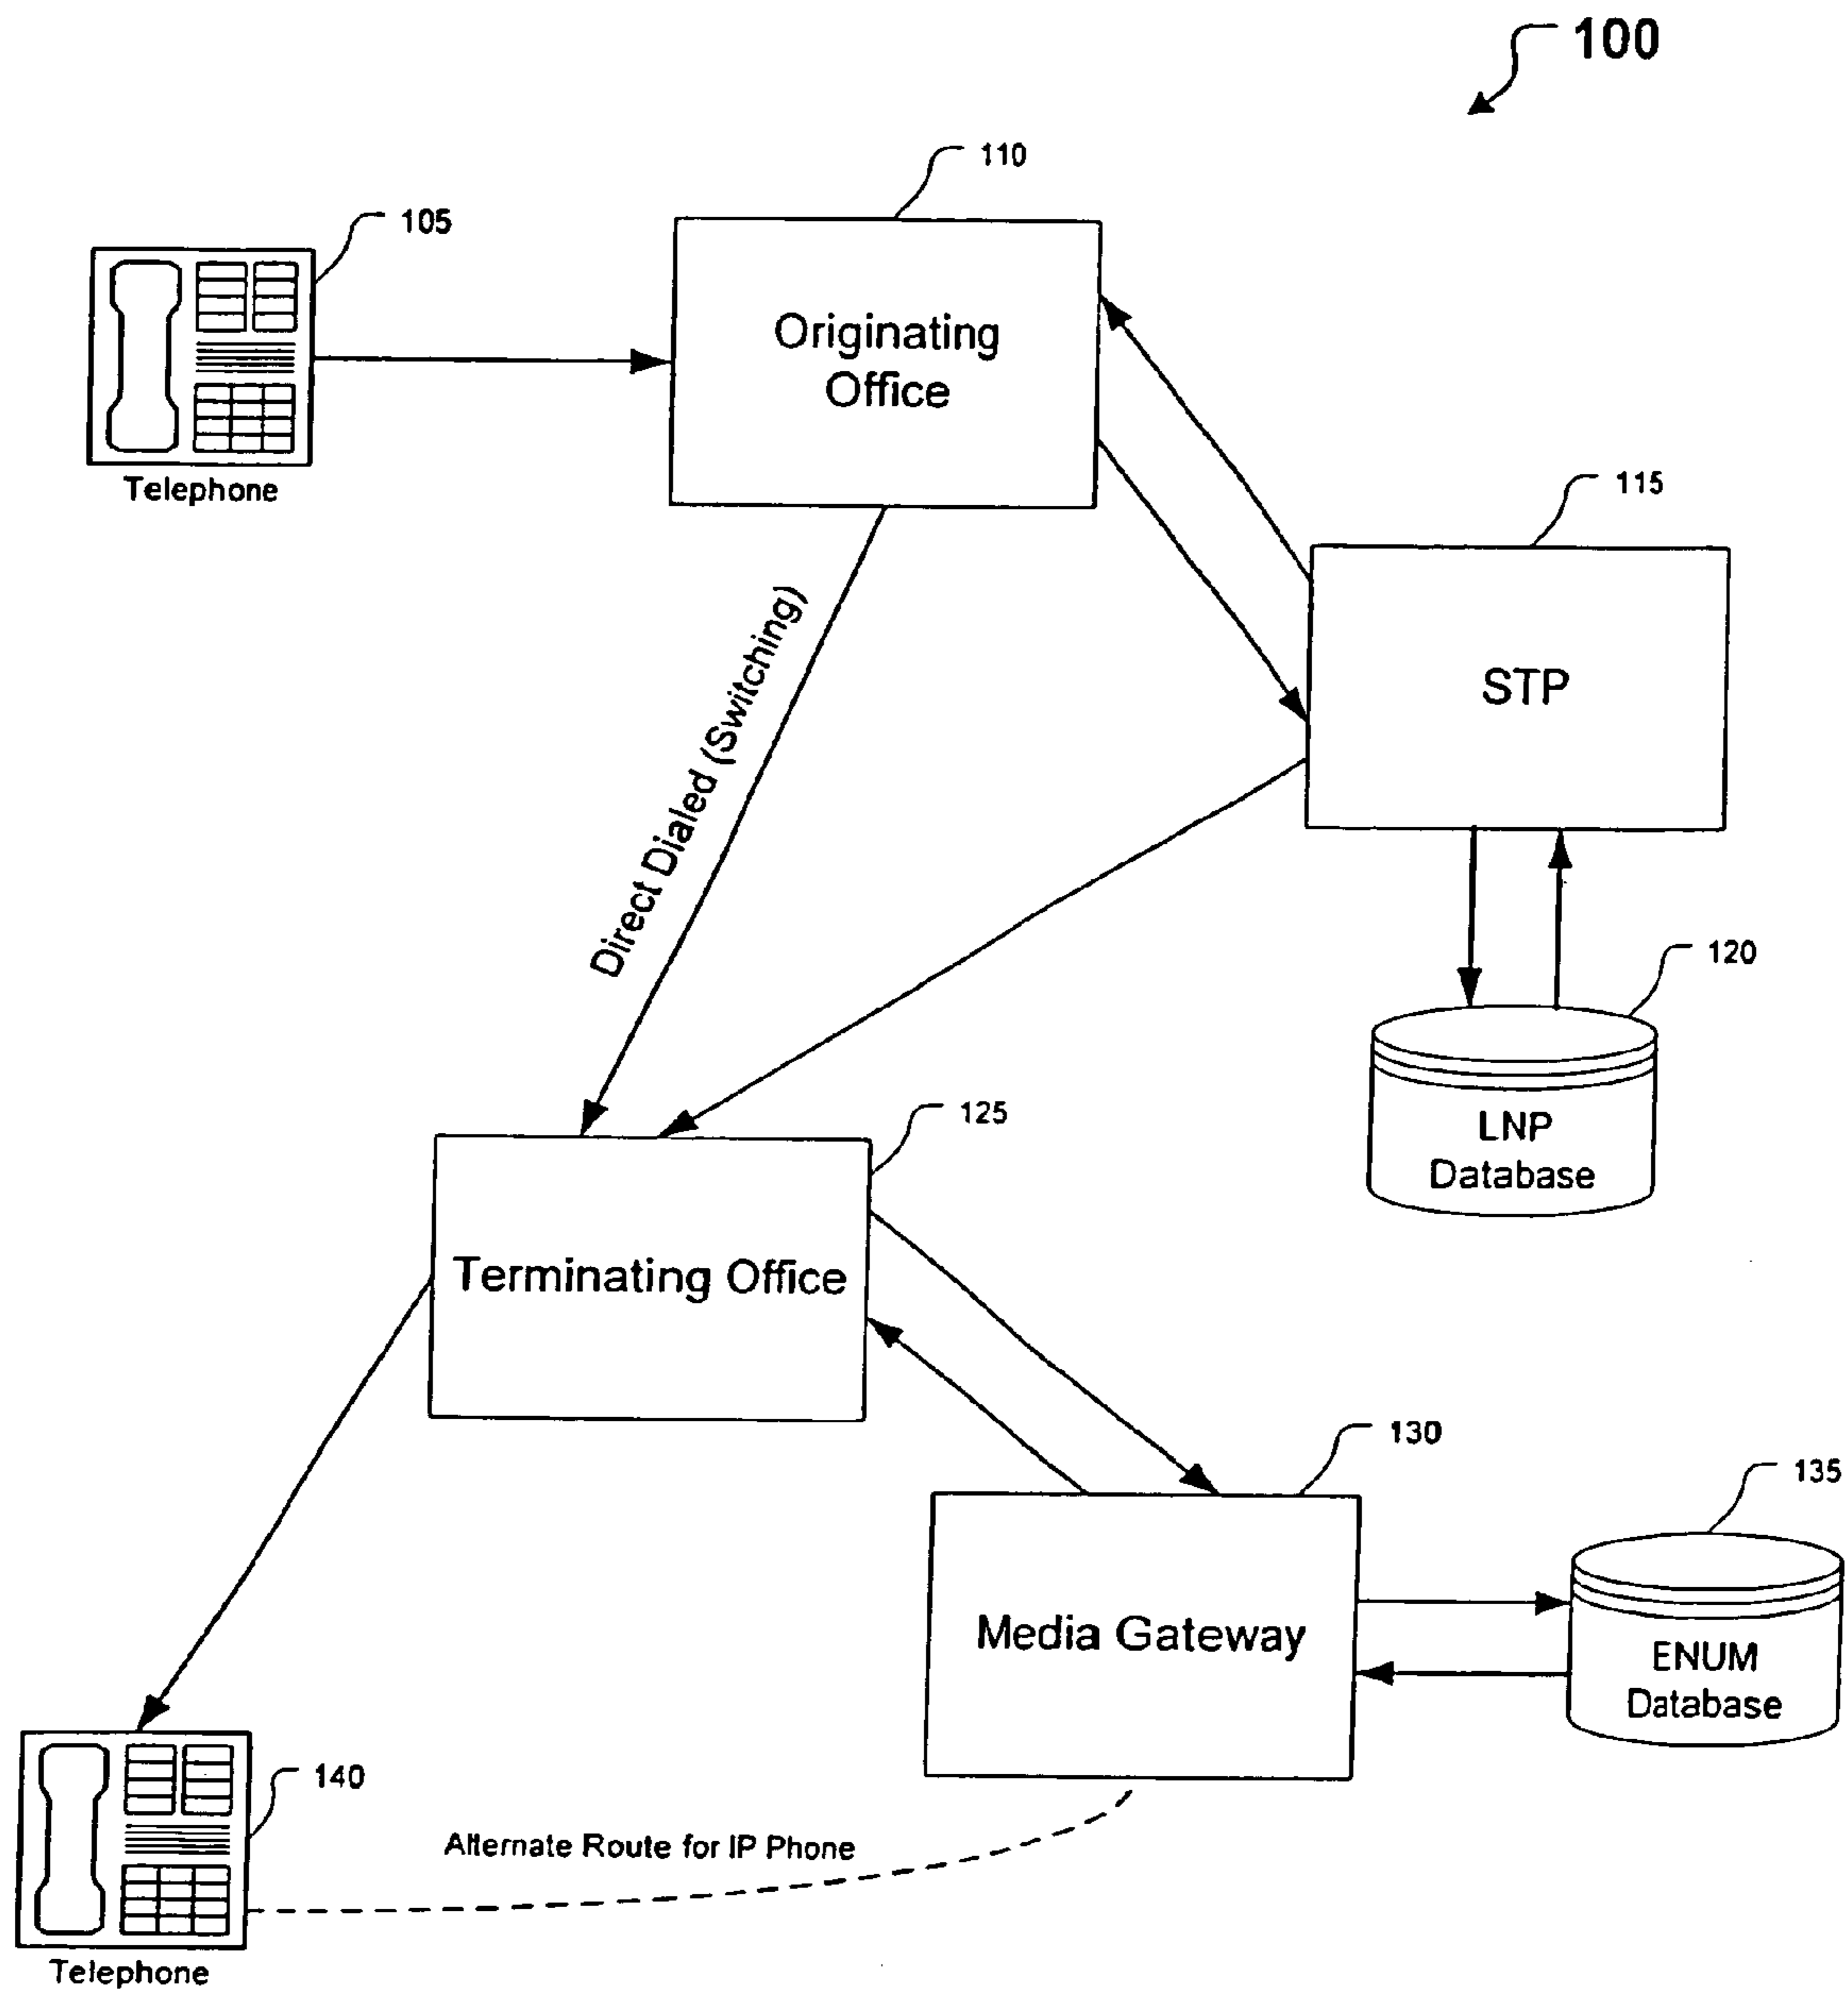 100
110
105
Originating
Office
Telephone
115
STP
Direct Dialed (Switching)
120
LNP
Database
125
Terminating Office
130
135
Media Gateway
ENUM
Database
140
Alternate Route for IP Phone
Telephone